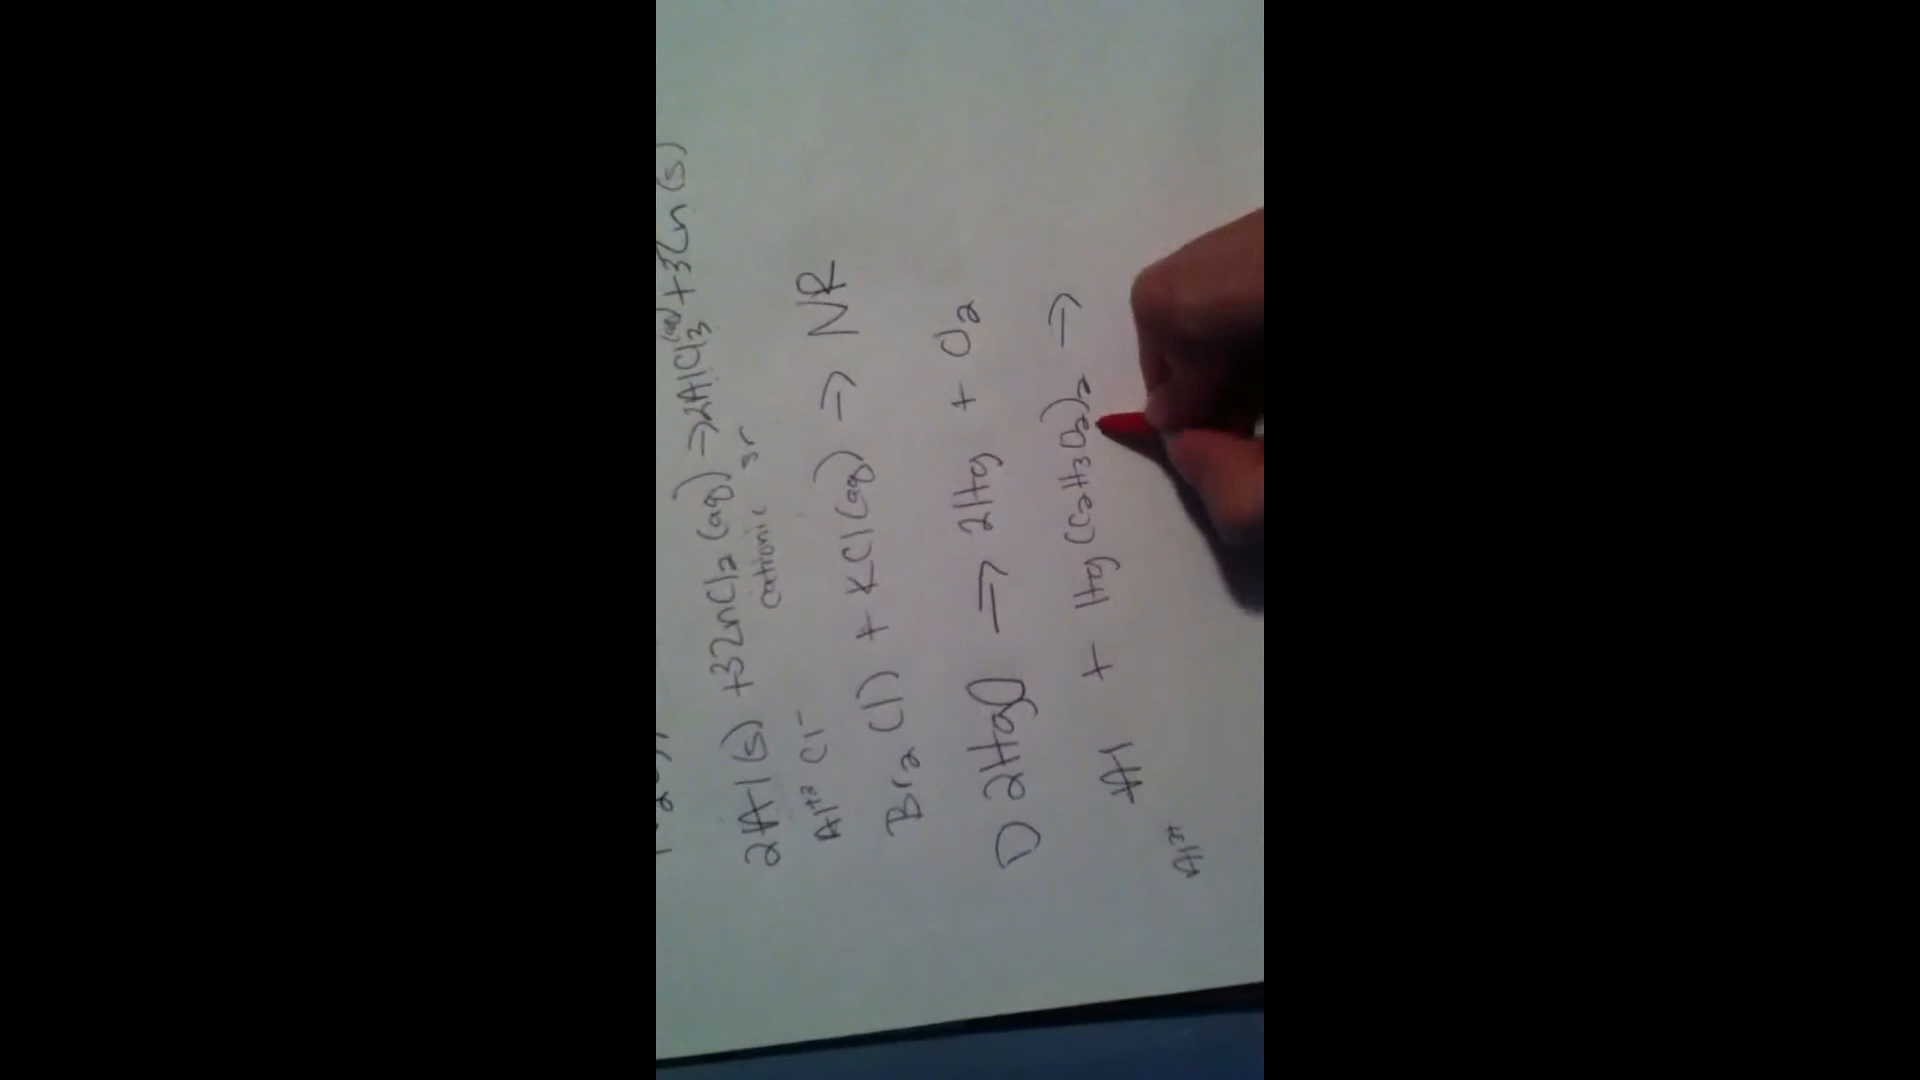 2Al(s) + 3ZnCl2(aq) → 2AlCl3(aq) + 3Zn(s)
cationic sr
Al+3 Cl-
Br2(l) + KCl(aq) → NR
D 2HgO → 2Hg + O2
Al + Hg(C2H3O2)2 →
Al3+